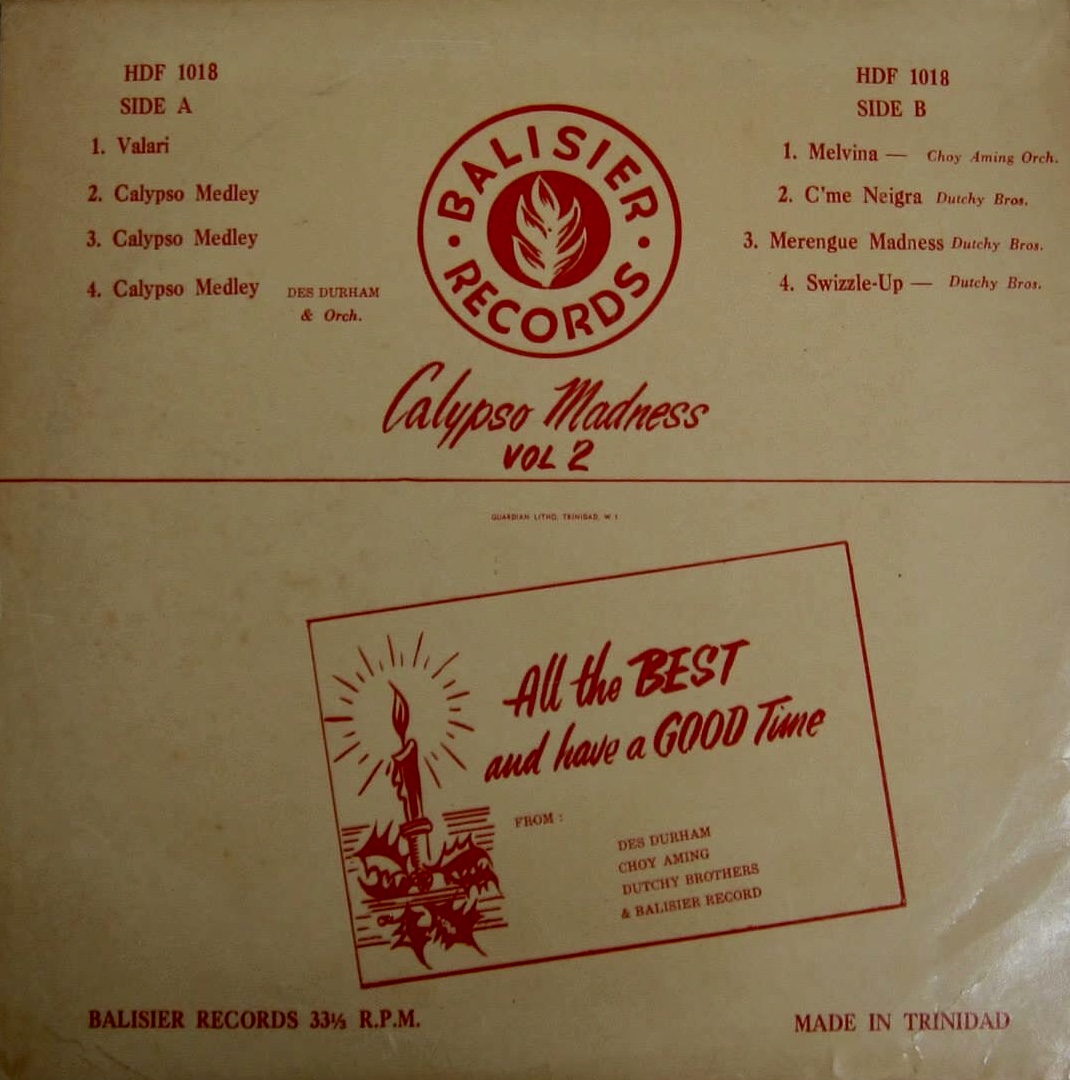 HDF 1018
SIDE A
1. Valari
2. Calypso Medley
3. Calypso Medley
4. Calypso Medley DES DURHAM
& Orch.
BALISIER
RECORDS
HDF 1018
SIDE B
1. Melvina — Choy Aming Orch.
2. C'me Neigra Dutchy Bros.
3. Merengue Madness Dutchy Bros.
4. Swizzle-Up — Dutchy Bros.
Calypso Madness
VOL 2
GUARDIAN LITHO, TRINIDAD, W. I.
All the BEST
and have a GOOD Time
FROM :
DES DURHAM
CHOY AMING
DUTCHY BROTHERS
& BALISIER RECORD
BALISIER RECORDS 33⅓ R.P.M.
MADE IN TRINIDAD